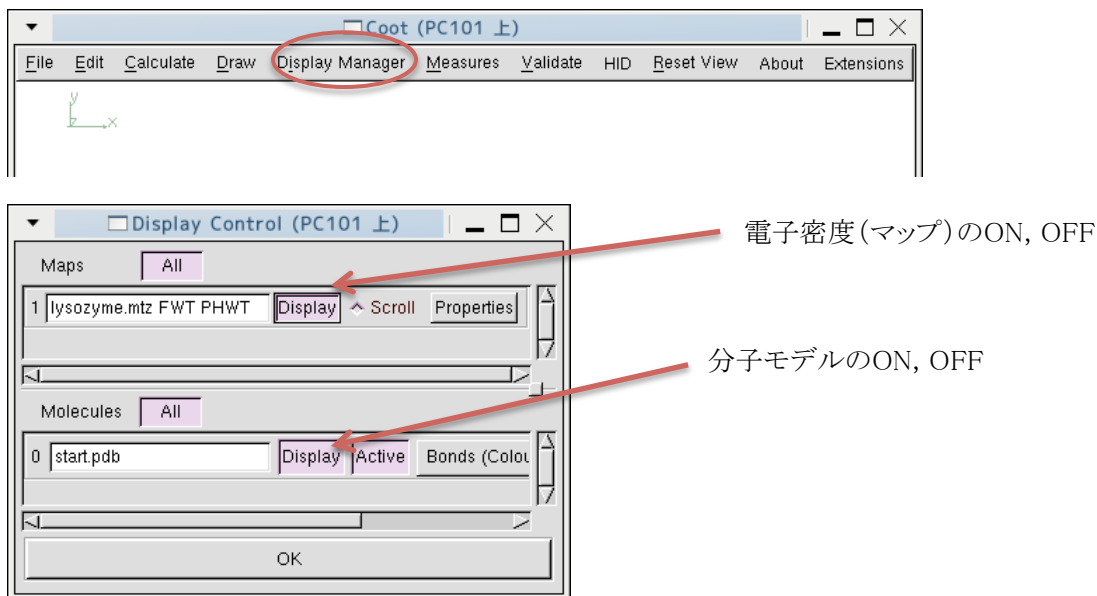 Coot (PC101 上)
File Edit Calculate Draw Display Manager Measures Validate HID Reset View About Extensions
y
z x
Display Control (PC101 上)
電子密度(マップ)のON, OFF
Maps All
1 lysozyme.mtz FWT PHWT Display Scroll Properties
分子モデルのON, OFF
Molecules All
0 start.pdb Display Active Bonds (Colou
OK